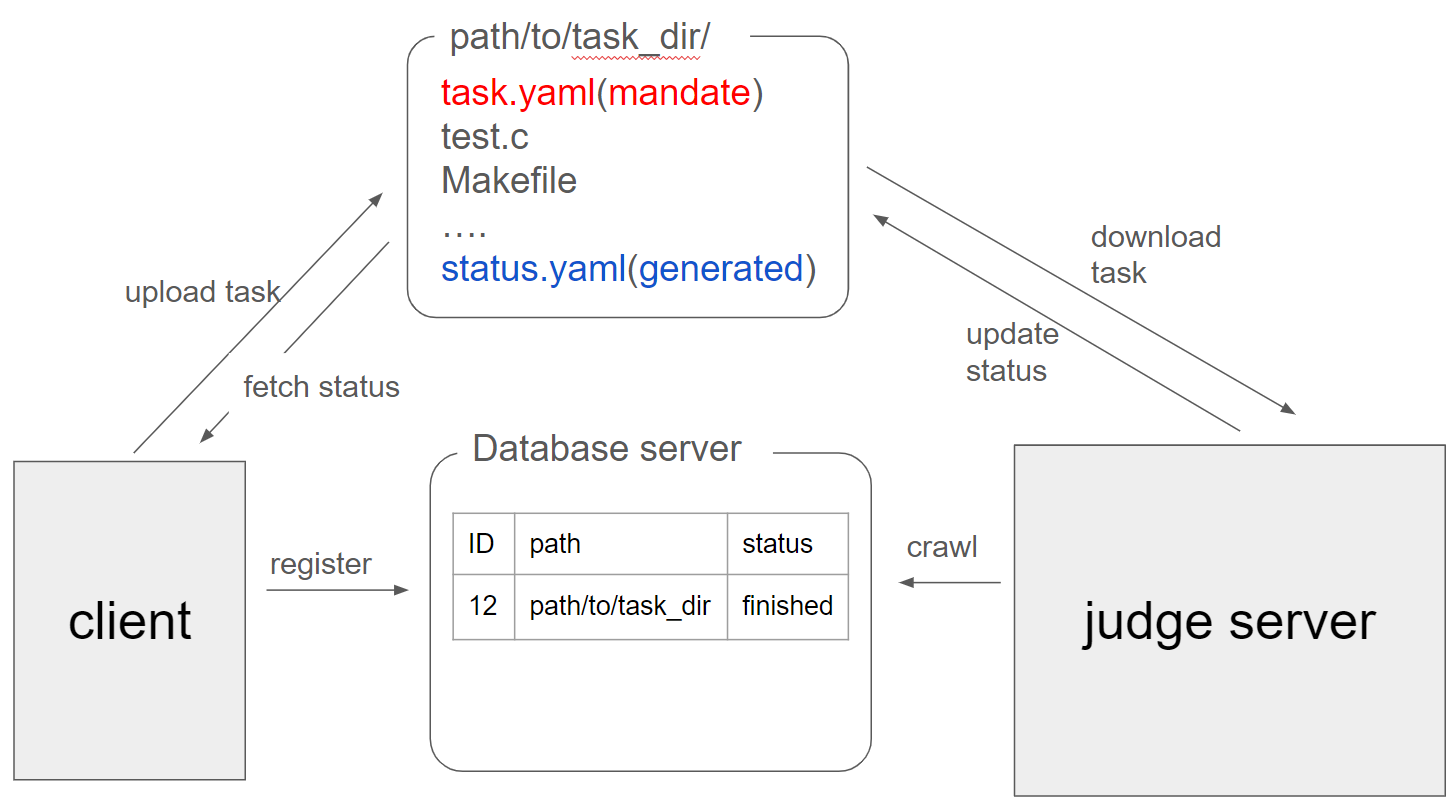 path/to/task_dir/
task.yaml(mandate)
test.c
Makefile
....
status.yaml(generated)
upload task
fetch status
download
task
update
status
Database server
ID path status
12 path/to/task_dir finished
register
crawl
client
judge server